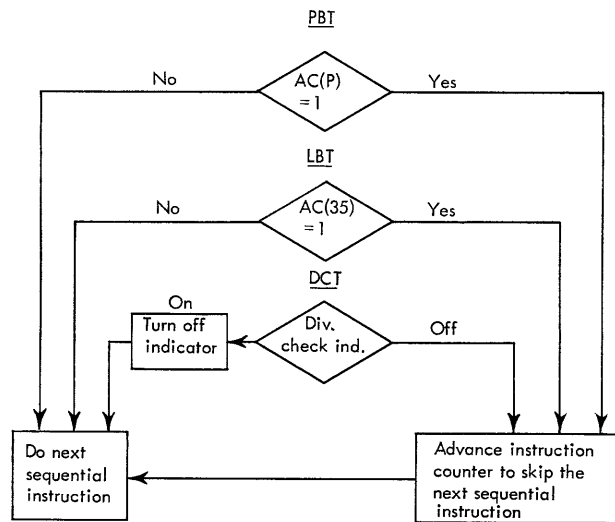 PBT
No
AC(P)
= 1
Yes
LBT
No
AC(35)
= 1
Yes
DCT
On
Turn off
indicator
Div.
check ind.
Off
Do next
sequential
instruction
Advance instruction
counter to skip the
next sequential
instruction